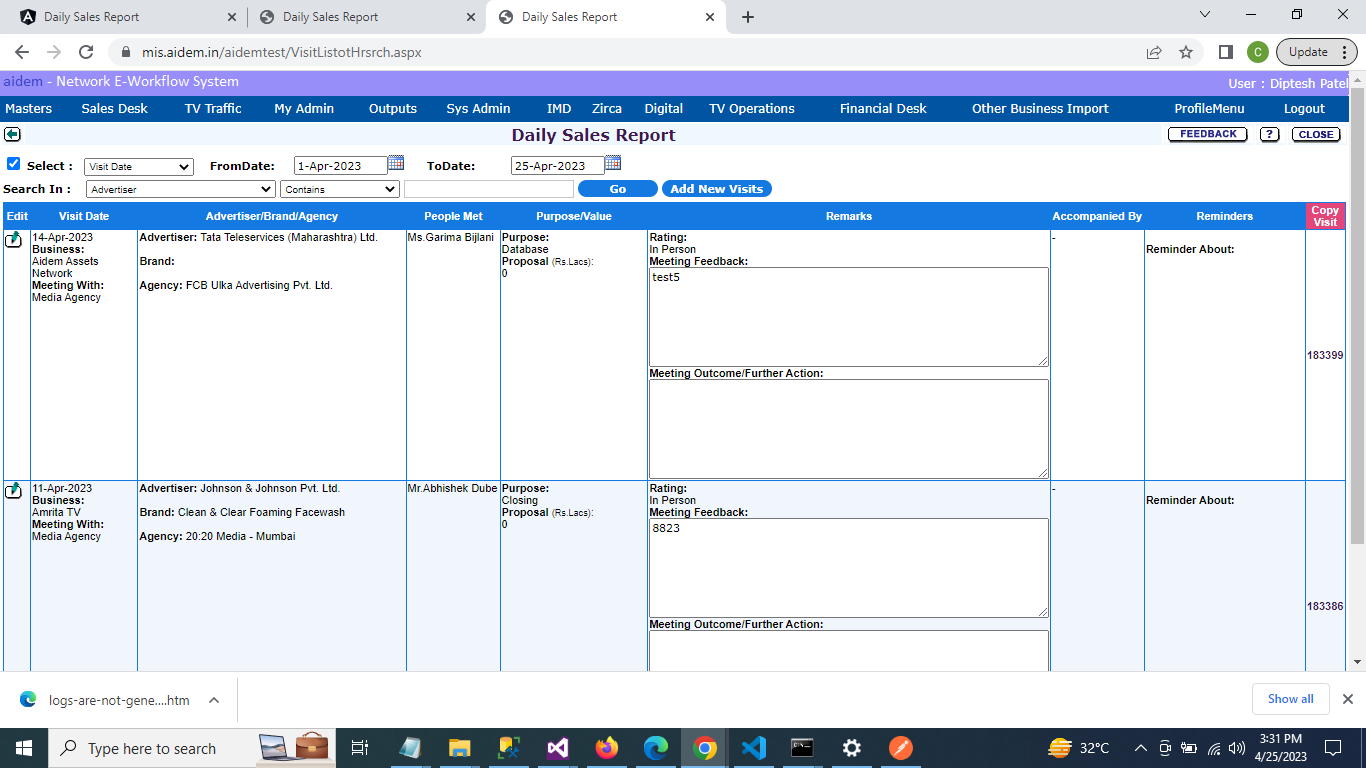 Daily Sales Report
Daily Sales Report
Daily Sales Report
mis.aidem.in/aidemtest/VisitListotHrsrch.aspx
C
Update
aidem - Network E-Workflow System
User : Diptesh Patel
Masters Sales Desk TV Traffic My Admin Outputs Sys Admin IMD Zirca Digital TV Operations Financial Desk Other Business Import ProfileMenu Logout
Daily Sales Report
FEEDBACK ? CLOSE
Select : Visit Date FromDate: 1-Apr-2023 ToDate: 25-Apr-2023
Search In : Advertiser Contains Go Add New Visits
Edit Visit Date Advertiser/Brand/Agency People Met Purpose/Value Remarks Accompanied By Reminders Copy Visit
14-Apr-2023
Business:
Aidem Assets
Network
Meeting With:
Media Agency
Advertiser: Tata Teleservices (Maharashtra) Ltd.
Brand:
Agency: FCB Ulka Advertising Pvt. Ltd.
Ms.Garima Bijlani
Purpose:
Database
Proposal (Rs.Lacs):
0
Rating:
In Person
Meeting Feedback:
test5
Meeting Outcome/Further Action:
-
Reminder About:
183399
11-Apr-2023
Business:
Amrita TV
Meeting With:
Media Agency
Advertiser: Johnson & Johnson Pvt. Ltd.
Brand: Clean & Clear Foaming Facewash
Agency: 20:20 Media - Mumbai
Mr.Abhishek Dube
Purpose:
Closing
Proposal (Rs.Lacs):
0
Rating:
In Person
Meeting Feedback:
8823
Meeting Outcome/Further Action:
-
Reminder About:
183386
logs-are-not-gene....htm
Show all
Type here to search
32°C
3:31 PM
4/25/2023